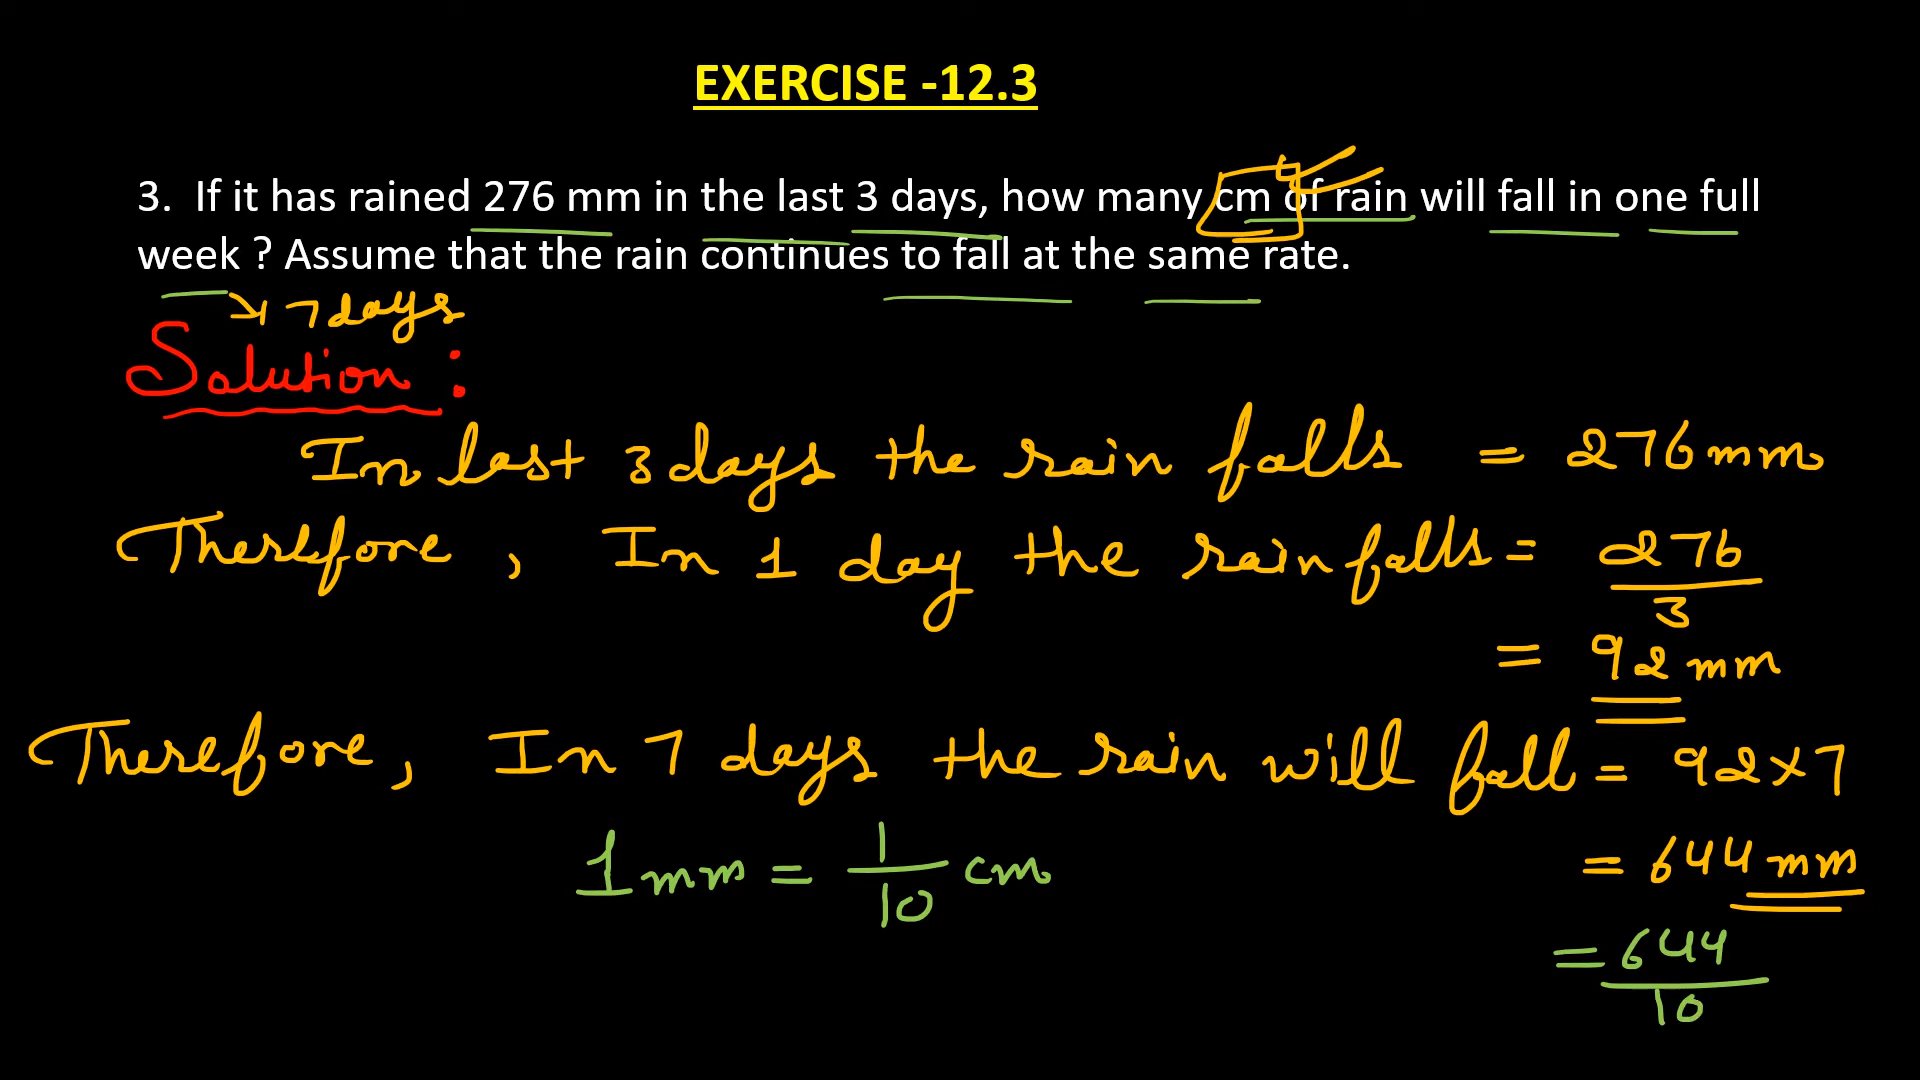 EXERCISE -12.3
3. If it has rained 276 mm in the last 3 days, how many cm of rain will fall in one full
week ? Assume that the rain continues to fall at the same rate.
7 days
Solution :
In last 3 days the rain falls = 276 mm
Therefore , In 1 day the rain falls = 276/3
= 92 mm
Therefore, In 7 days the rain will fall = 92 x 7
1 mm = 1/10 cm
= 644 mm
= 644/10